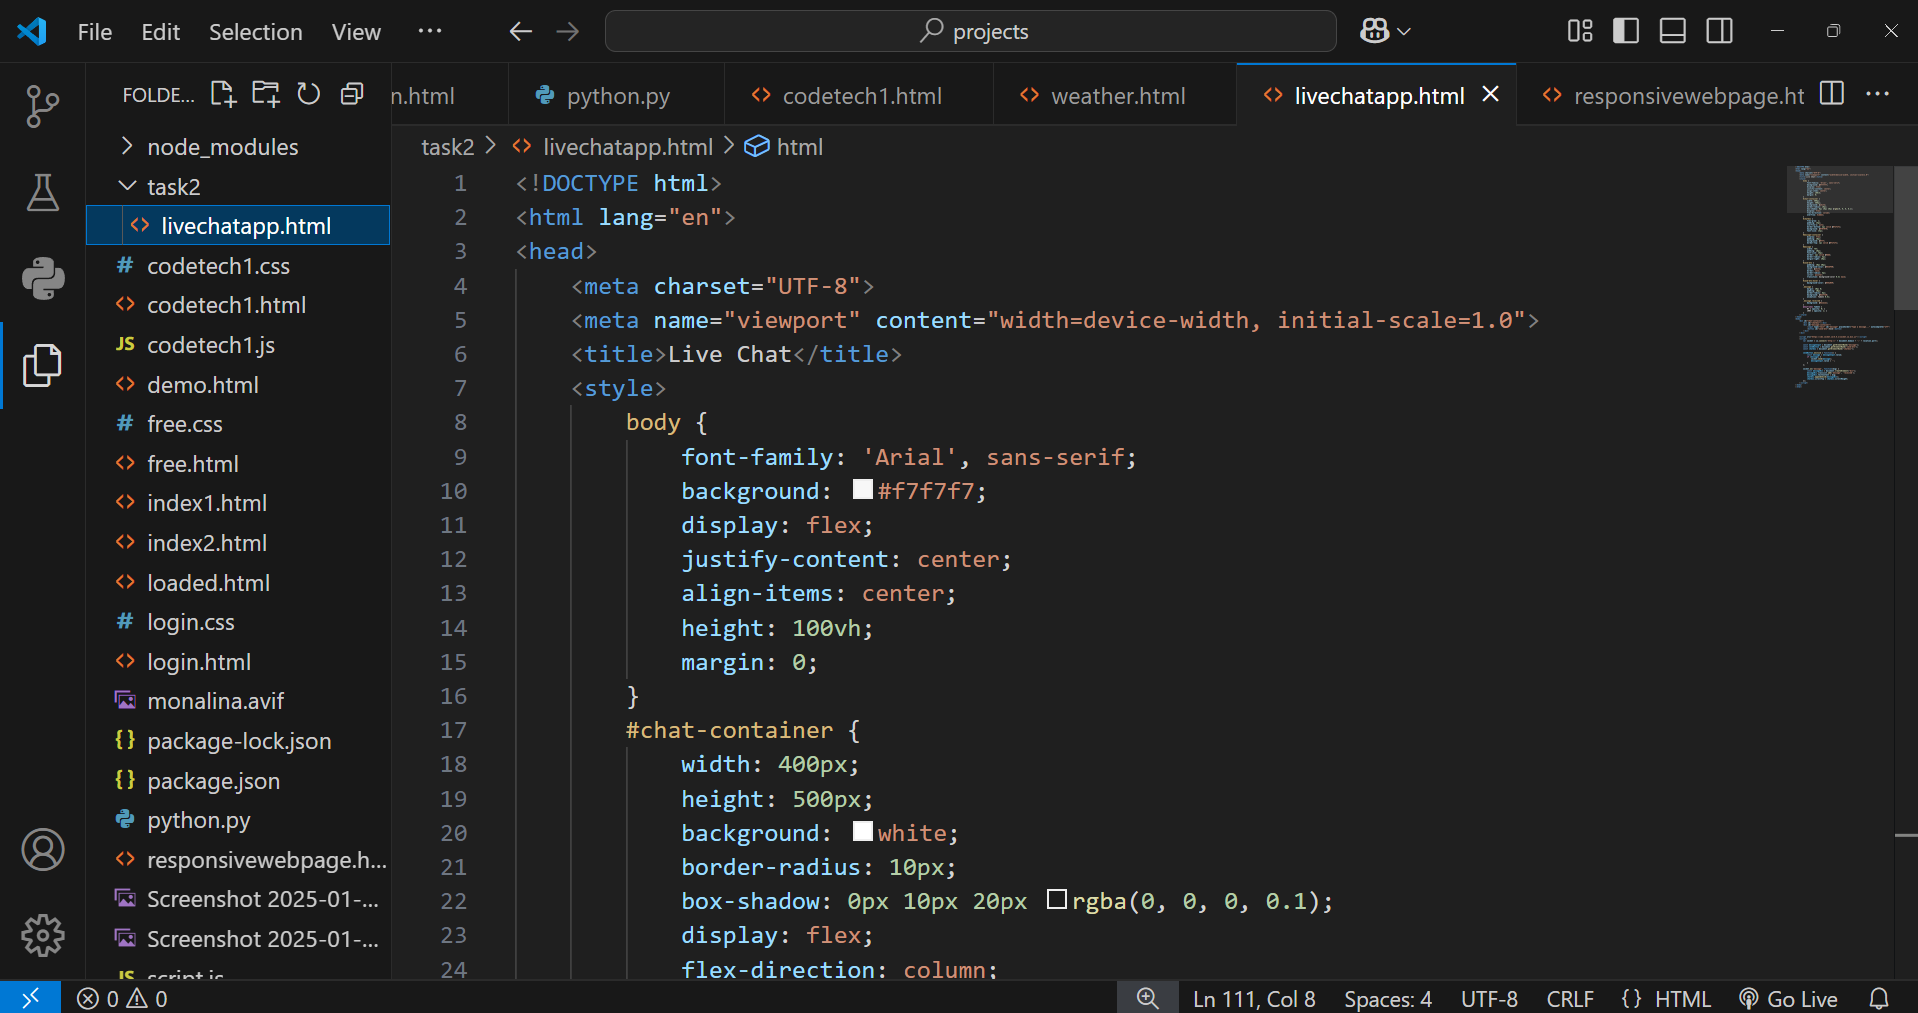 File Edit Selection View ··· projects
FOLDE...
n.html python.py codetech1.html weather.html livechatapp.html responsivewebpage.ht ···
task2 > livechatapp.html > html
node_modules
task2
livechatapp.html
# codetech1.css
codetech1.html
JS codetech1.js
demo.html
# free.css
free.html
index1.html
index2.html
loaded.html
# login.css
login.html
monalina.avif
{} package-lock.json
{} package.json
python.py
responsivewebpage.h...
Screenshot 2025-01-...
Screenshot 2025-01-...
JS script.js
1 <!DOCTYPE html>
2 <html lang="en">
3 <head>
4 <meta charset="UTF-8">
5 <meta name="viewport" content="width=device-width, initial-scale=1.0">
6 <title>Live Chat</title>
7 <style>
8 body {
9 font-family: 'Arial', sans-serif;
10 background: #f7f7f7;
11 display: flex;
12 justify-content: center;
13 align-items: center;
14 height: 100vh;
15 margin: 0;
16 }
17 #chat-container {
18 width: 400px;
19 height: 500px;
20 background: white;
21 border-radius: 10px;
22 box-shadow: 0px 10px 20px rgba(0, 0, 0, 0.1);
23 display: flex;
24 flex-direction: column;
0 0 Ln 111, Col 8 Spaces: 4 UTF-8 CRLF {} HTML Go Live